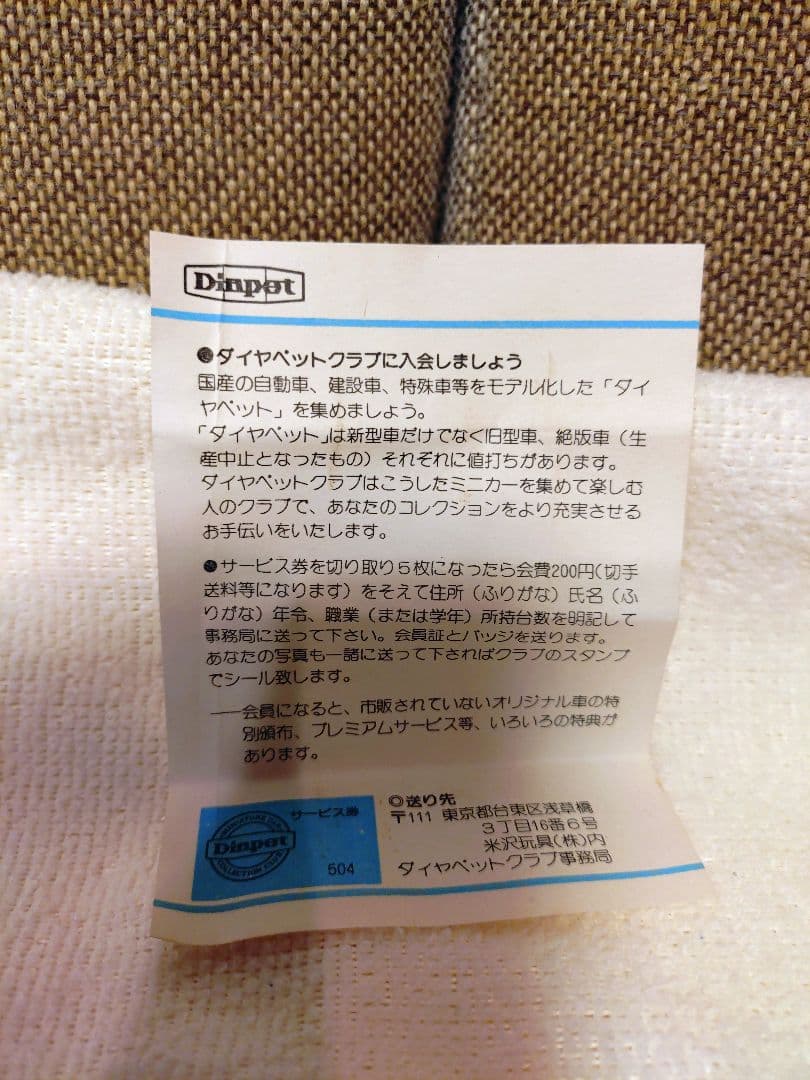 Diapet
●ダイヤペットクラブに入会しましょう
国産の自動車、建設車、特殊車等をモデル化した「ダイ
ヤペット」を集めましょう。
「ダイヤペット」は新型車だけでなく旧型車、絶版車（生
産中止となったもの）それぞれに値打ちがあります。
ダイヤペットクラブはこうしたミニカーを集めて楽しむ
人のクラブで、あなたのコレクションをより充実させる
お手伝いをいたします。
●サービス券を切り取り5枚になったら会費200円（切手
送料等になります）をそえて住所（ふりがな）氏名（ふ
りがな）年令、職業（または学年）所持台数を明記して
事務局に送って下さい。会員証とバッジを送ります。
あなたの写真も一諸に送って下さればクラブのスタンプ
でシール致します。
――会員になると、市販されていないオリジナル車の特
別頒布、プレミアムサービス等、いろいろの特典が
あります。
サービス券
MINIATURE CAR
Diapet
COLLECTION CLUB
504
◎送り先
〒111 東京都台東区浅草橋
3丁目16番6号
米沢玩具(株)内
ダイヤペットクラブ事務局